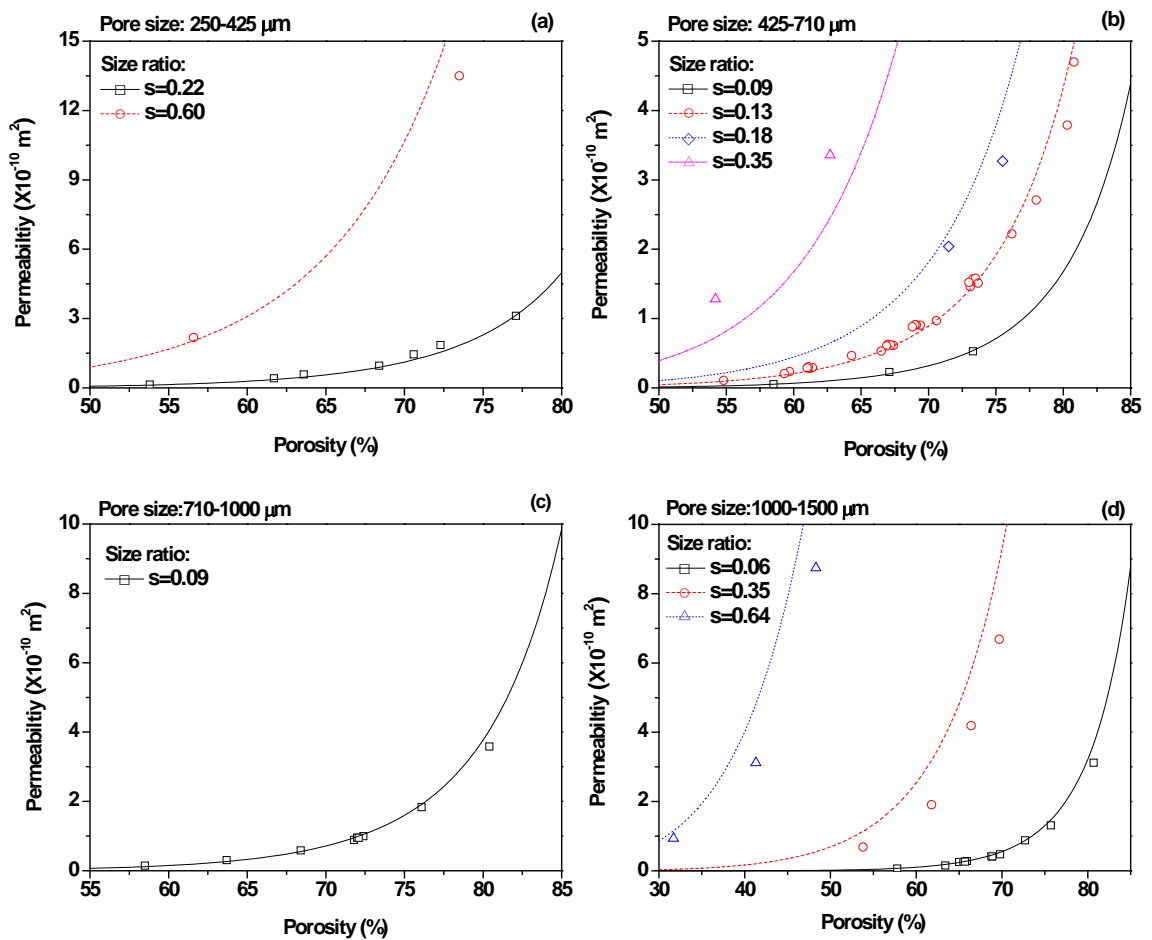 Pore size: 250-425 µm
(a)
Size ratio:
s=0.22
s=0.60
15
12
9
6
3
0
50 55 60 65 70 75 80
Permeabiltiy (X10-10 m2)
Porosity (%)
Pore size: 425-710 µm
(b)
Size ratio:
s=0.09
s=0.13
s=0.18
s=0.35
5
4
3
2
1
0
50 55 60 65 70 75 80 85
Permeabiltiy (X10-10 m2)
Porosity (%)
Pore size:710-1000 µm
(c)
Size ratio:
s=0.09
10
8
6
4
2
0
55 60 65 70 75 80 85
Permeabiltiy (X10-10 m2)
Porosity (%)
Pore size:1000-1500 µm
(d)
Size ratio:
s=0.06
s=0.35
s=0.64
10
8
6
4
2
0
30 40 50 60 70 80
Permeabiltiy (X10-10 m2)
Porosity (%)